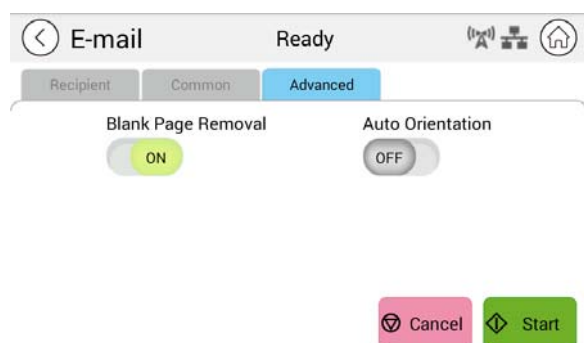 E-mail Ready
Recipient Common Advanced
Blank Page Removal Auto Orientation
ON OFF
Cancel Start